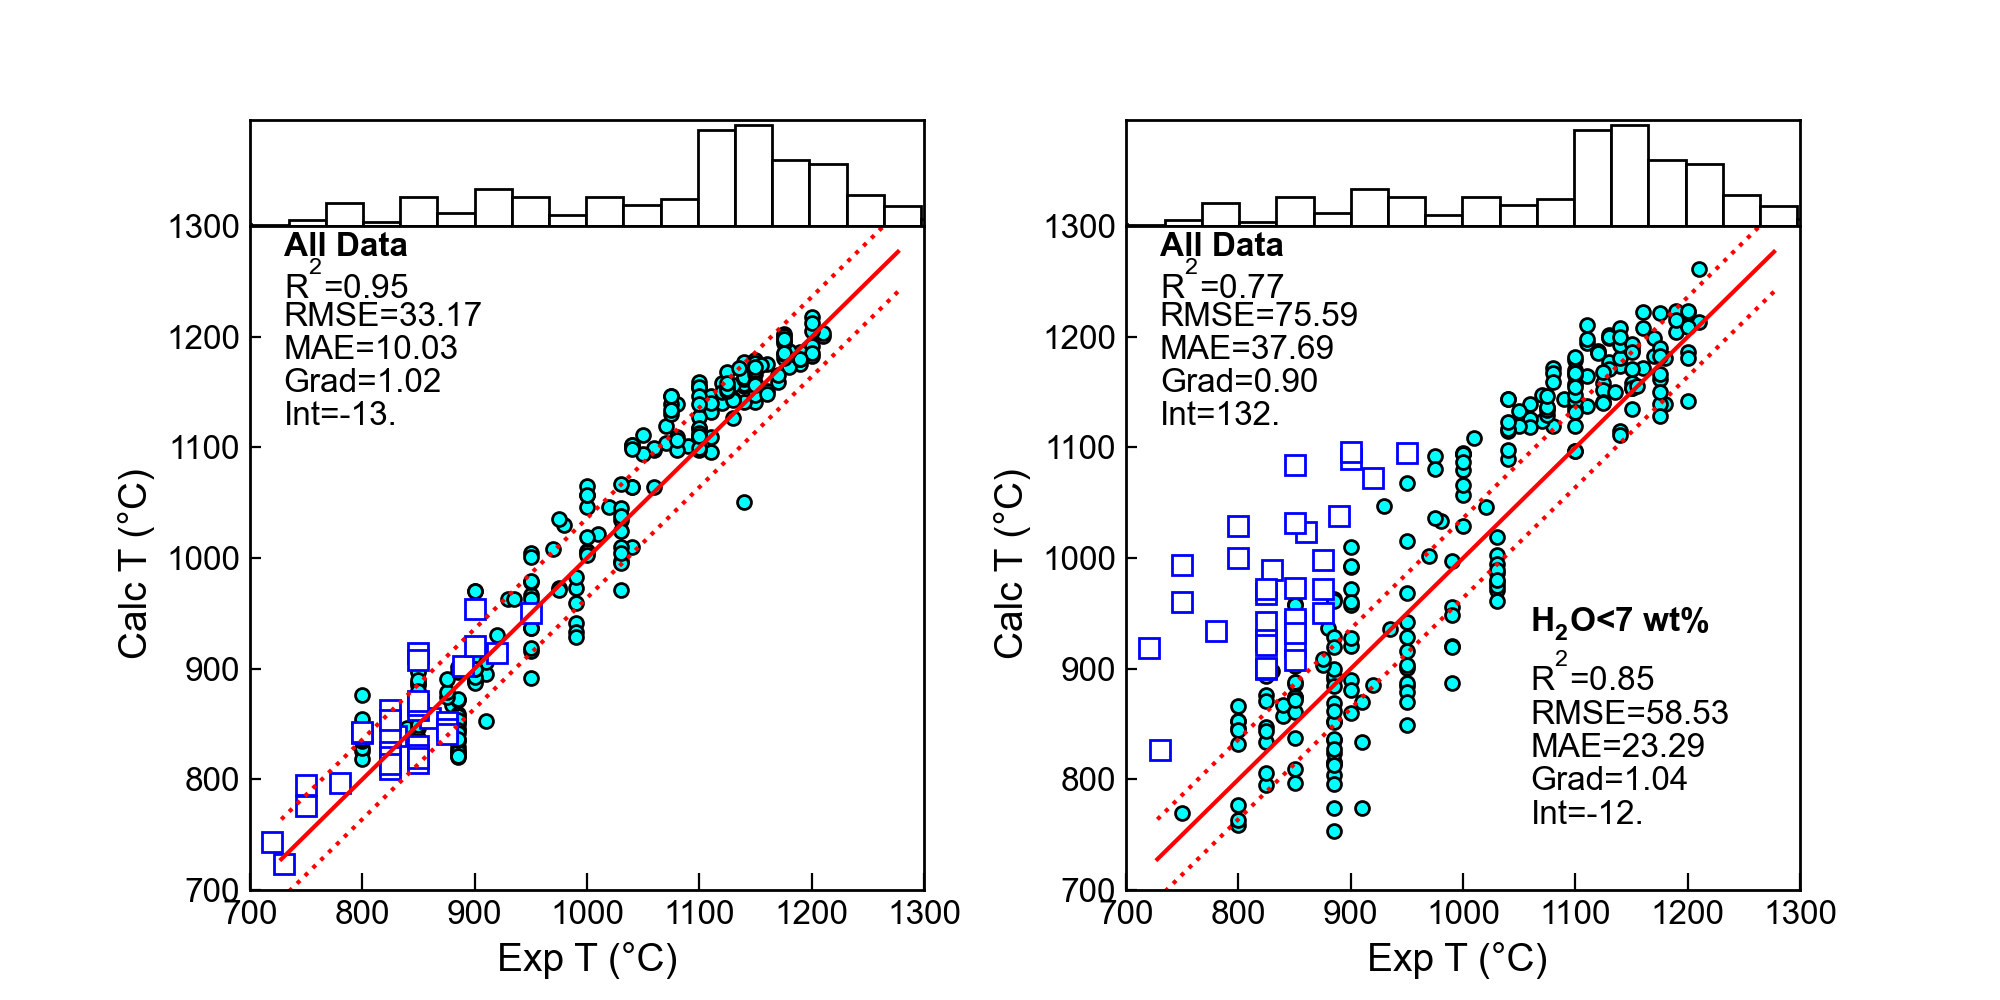 1300
1200
1100
1000
900
800
700
Calc T (°C)
All Data
R²=0.95
RMSE=33.17
MAE=10.03
Grad=1.02
Int=-13.
700 800 900 1000 1100 1200 1300
Exp T (°C)
1300
1200
1100
1000
900
800
700
Calc T (°C)
All Data
R²=0.77
RMSE=75.59
MAE=37.69
Grad=0.90
Int=132.
H₂O<7 wt%
R²=0.85
RMSE=58.53
MAE=23.29
Grad=1.04
Int=-12.
700 800 900 1000 1100 1200 1300
Exp T (°C)